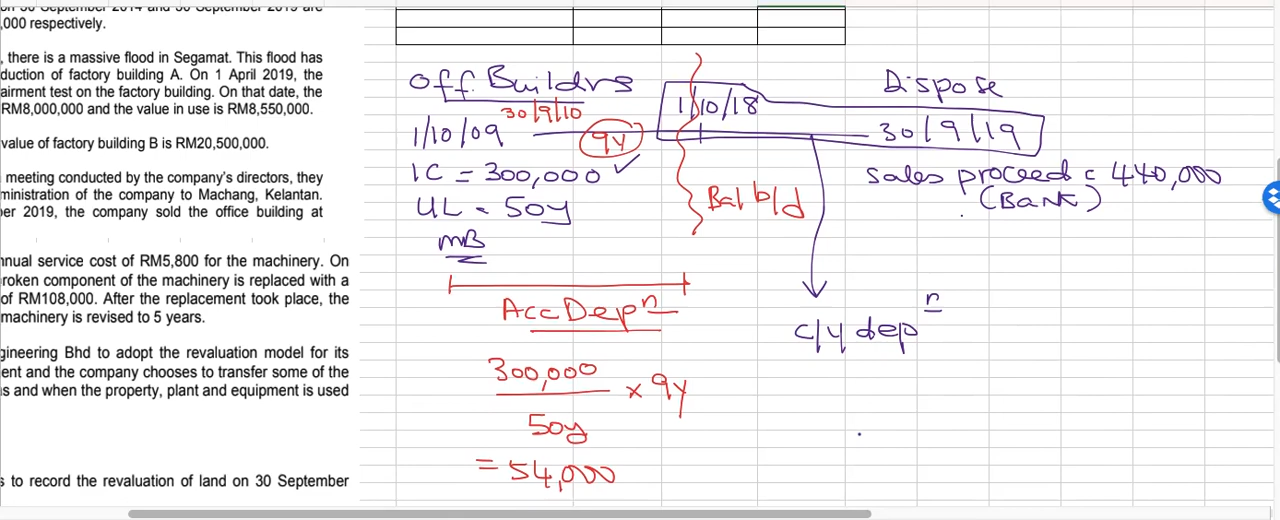 ,000 respectively.
, there is a massive flood in Segamat. This flood has
duction of factory building A. On 1 April 2019, the
airment test on the factory building. On that date, the
RM8,000,000 and the value in use is RM8,550,000.
value of factory building B is RM20,500,000.
meeting conducted by the company's directors, they
ministration of the company to Machang, Kelantan.
er 2019, the company sold the office building at
nnual service cost of RM5,800 for the machinery. On
roken component of the machinery is replaced with a
of RM108,000. After the replacement took place, the
machinery is revised to 5 years.
gineering Bhd to adopt the revaluation model for its
ent and the company chooses to transfer some of the
s and when the property, plant and equipment is used
s to record the revaluation of land on 30 September
Off. Buildng
30/9/10
1/10/09
9y
1/10/18
Dispose
30/9/19
IC = 300,000
UL = 50y
mB
Bal b/d
Sales proceed = 440,000
(Bank)
Acc Depn
300,000
50y
x 9y
= 54,000
c/y depn